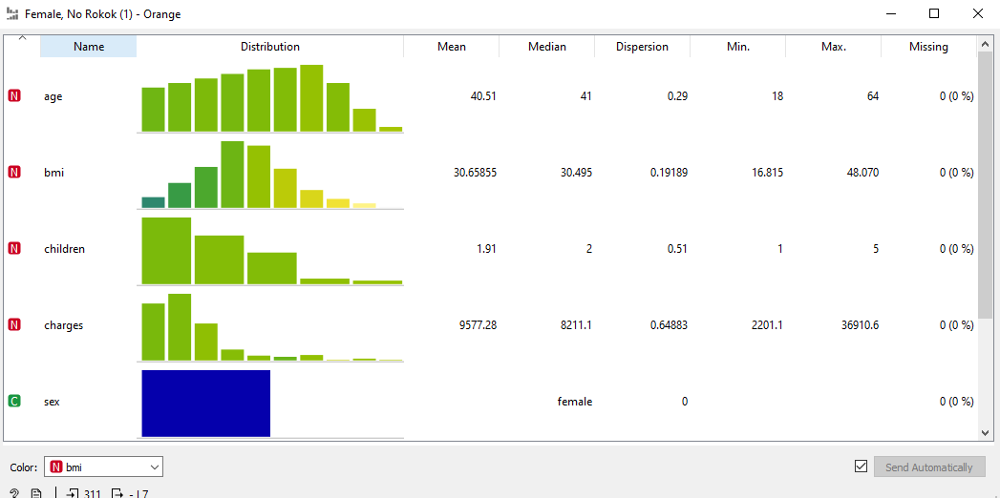 Female, No Rokok (1) - Orange
Name Distribution Mean Median Dispersion Min. Max. Missing
N age 40.51 41 0.29 18 64 0 (0 %)
N bmi 30.65855 30.495 0.19189 16.815 48.070 0 (0 %)
N children 1.91 2 0.51 1 5 0 (0 %)
N charges 9577.28 8211.1 0.64883 2201.1 36910.6 0 (0 %)
C sex female 0 0 (0 %)
Color: N bmi Send Automatically
? 311 - | 7